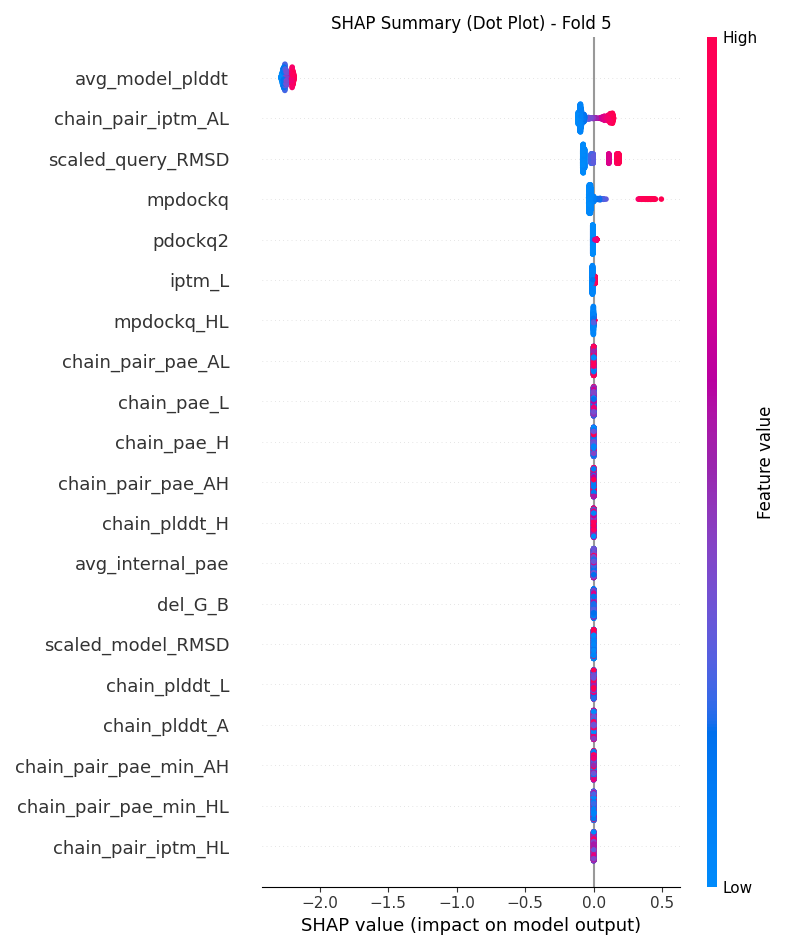 SHAP Summary (Dot Plot) - Fold 5
High
avg_model_plddt
chain_pair_iptm_AL
scaled_query_RMSD
mpdockq
pdockq2
iptm_L
mpdockq_HL
chain_pair_pae_AL
chain_pae_L
chain_pae_H
chain_pair_pae_AH
chain_plddt_H
avg_internal_pae
del_G_B
scaled_model_RMSD
chain_plddt_L
chain_plddt_A
chain_pair_pae_min_AH
chain_pair_pae_min_HL
chain_pair_iptm_HL
Feature value
Low
−2.0 −1.5 −1.0 −0.5 0.0 0.5
SHAP value (impact on model output)